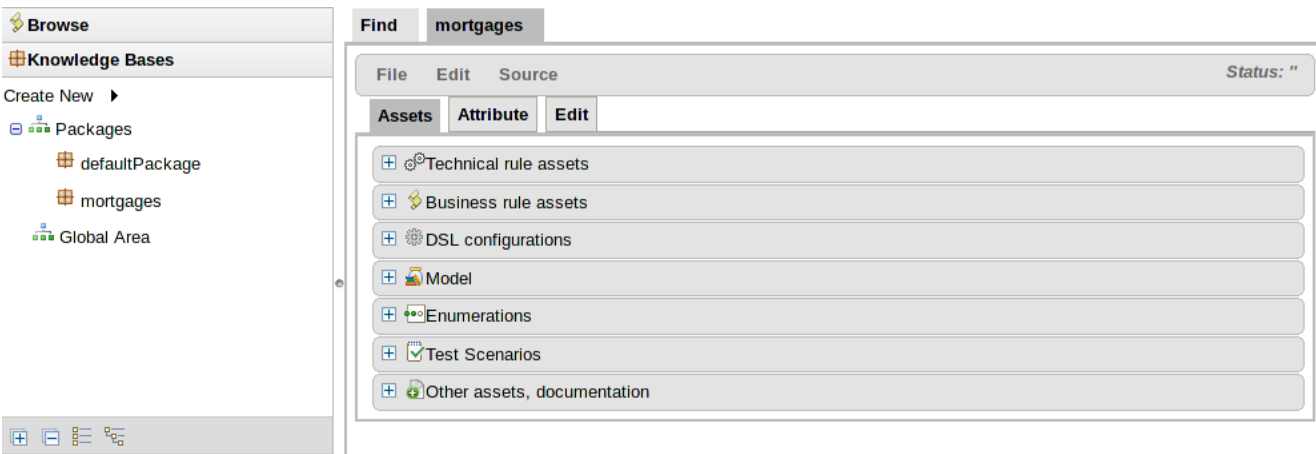 Browse
Knowledge Bases
Create New
Packages
defaultPackage
mortgages
Global Area
Find mortgages
File Edit Source Status: ''
Assets Attribute Edit
Technical rule assets
Business rule assets
DSL configurations
Model
Enumerations
Test Scenarios
Other assets, documentation